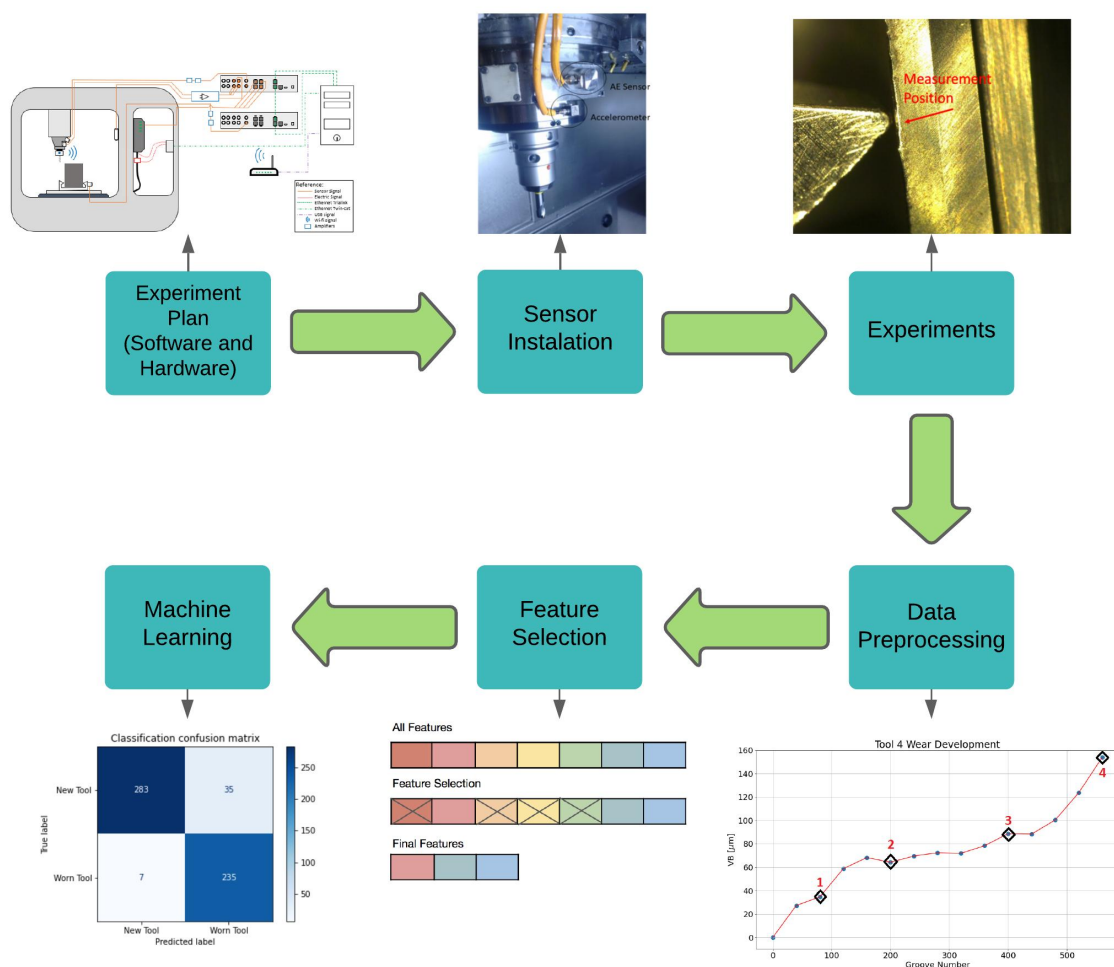 AE Sensor
Accelerometer
Measurement
Position
Reference:
Sensor Signal
Electric Signal
Ethernet Trialink
Ethernet Twin-cat
USB signal
Wi-Fi signal
Amplifiers
Experiment
Plan
(Software and
Hardware)
Sensor
Instalation
Experiments
Machine
Learning
Feature
Selection
Data
Preprocessing
Classification confusion matrix
True label
New Tool
Worn Tool
283
35
7
235
New Tool
Worn Tool
Predicted label
250
200
150
100
50
All Features
Feature Selection
Final Features
Tool 4 Wear Development
VB [μm]
160
140
120
100
80
60
40
20
0
1
2
3
4
0
100
200
300
400
500
Groove Number